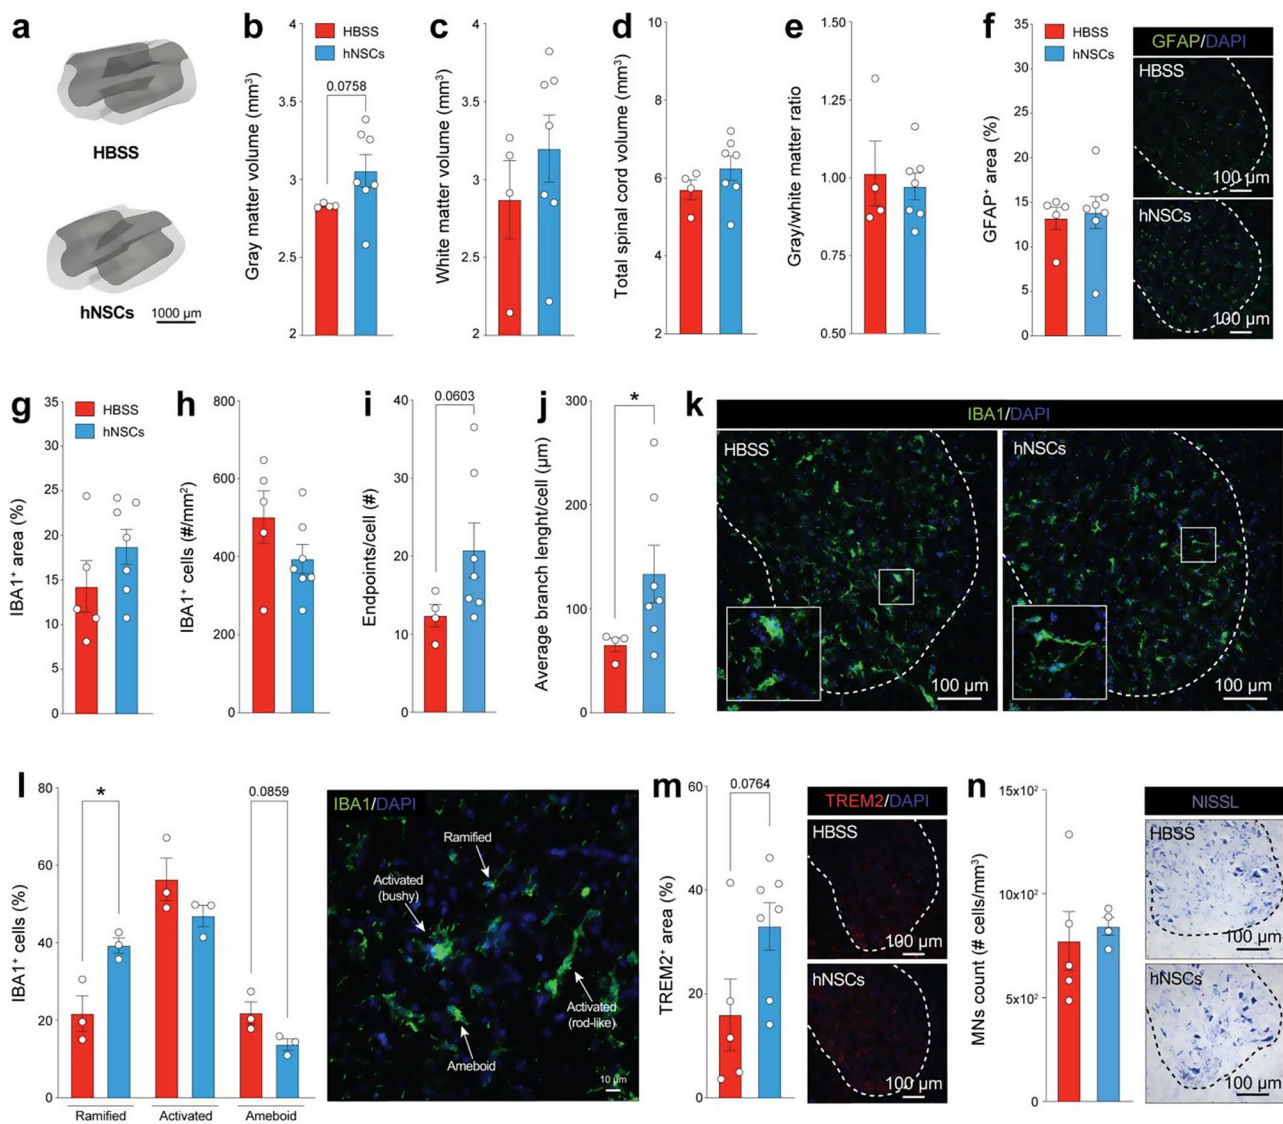 a
HBSS
hNSCs
1000 µm
b
Gray matter volume (mm³)
4
3.5
3
2.5
2
HBSS
hNSCs
0.0758
c
White matter volume (mm³)
4
3.5
3
2.5
2
d
Total spinal cord volume (mm³)
10
8
6
4
2
e
Gray/white matter ratio
1.50
1.25
1.00
0.75
0.50
f
GFAP⁺ area (%)
35
30
25
20
15
10
5
0
HBSS
hNSCs
GFAP/DAPI
HBSS
100 µm
hNSCs
100 µm
g
IBA1⁺ area (%)
35
30
25
20
15
10
5
0
HBSS
hNSCs
h
IBA1⁺ cells (#/mm²)
800
600
400
200
0
i
Endpoints/cell (#)
40
30
20
10
0
0.0603
j
Average branch lenght/cell (µm)
300
200
100
0
*
k
IBA1/DAPI
HBSS
100 µm
hNSCs
100 µm
l
IBA1⁺ cells (%)
80
60
40
20
0
*
0.0859
Ramified
Activated
Ameboid
IBA1/DAPI
Ramified
Activated
(bushy)
Activated
(rod-like)
Ameboid
10 µm
m
TREM2⁺ area (%)
60
40
20
0
0.0764
TREM2/DAPI
HBSS
100 µm
hNSCs
100 µm
n
MNs count (# cells/mm³)
15x10²
10x10²
5x10²
0
NISSL
HBSS
100 µm
hNSCs
100 µm